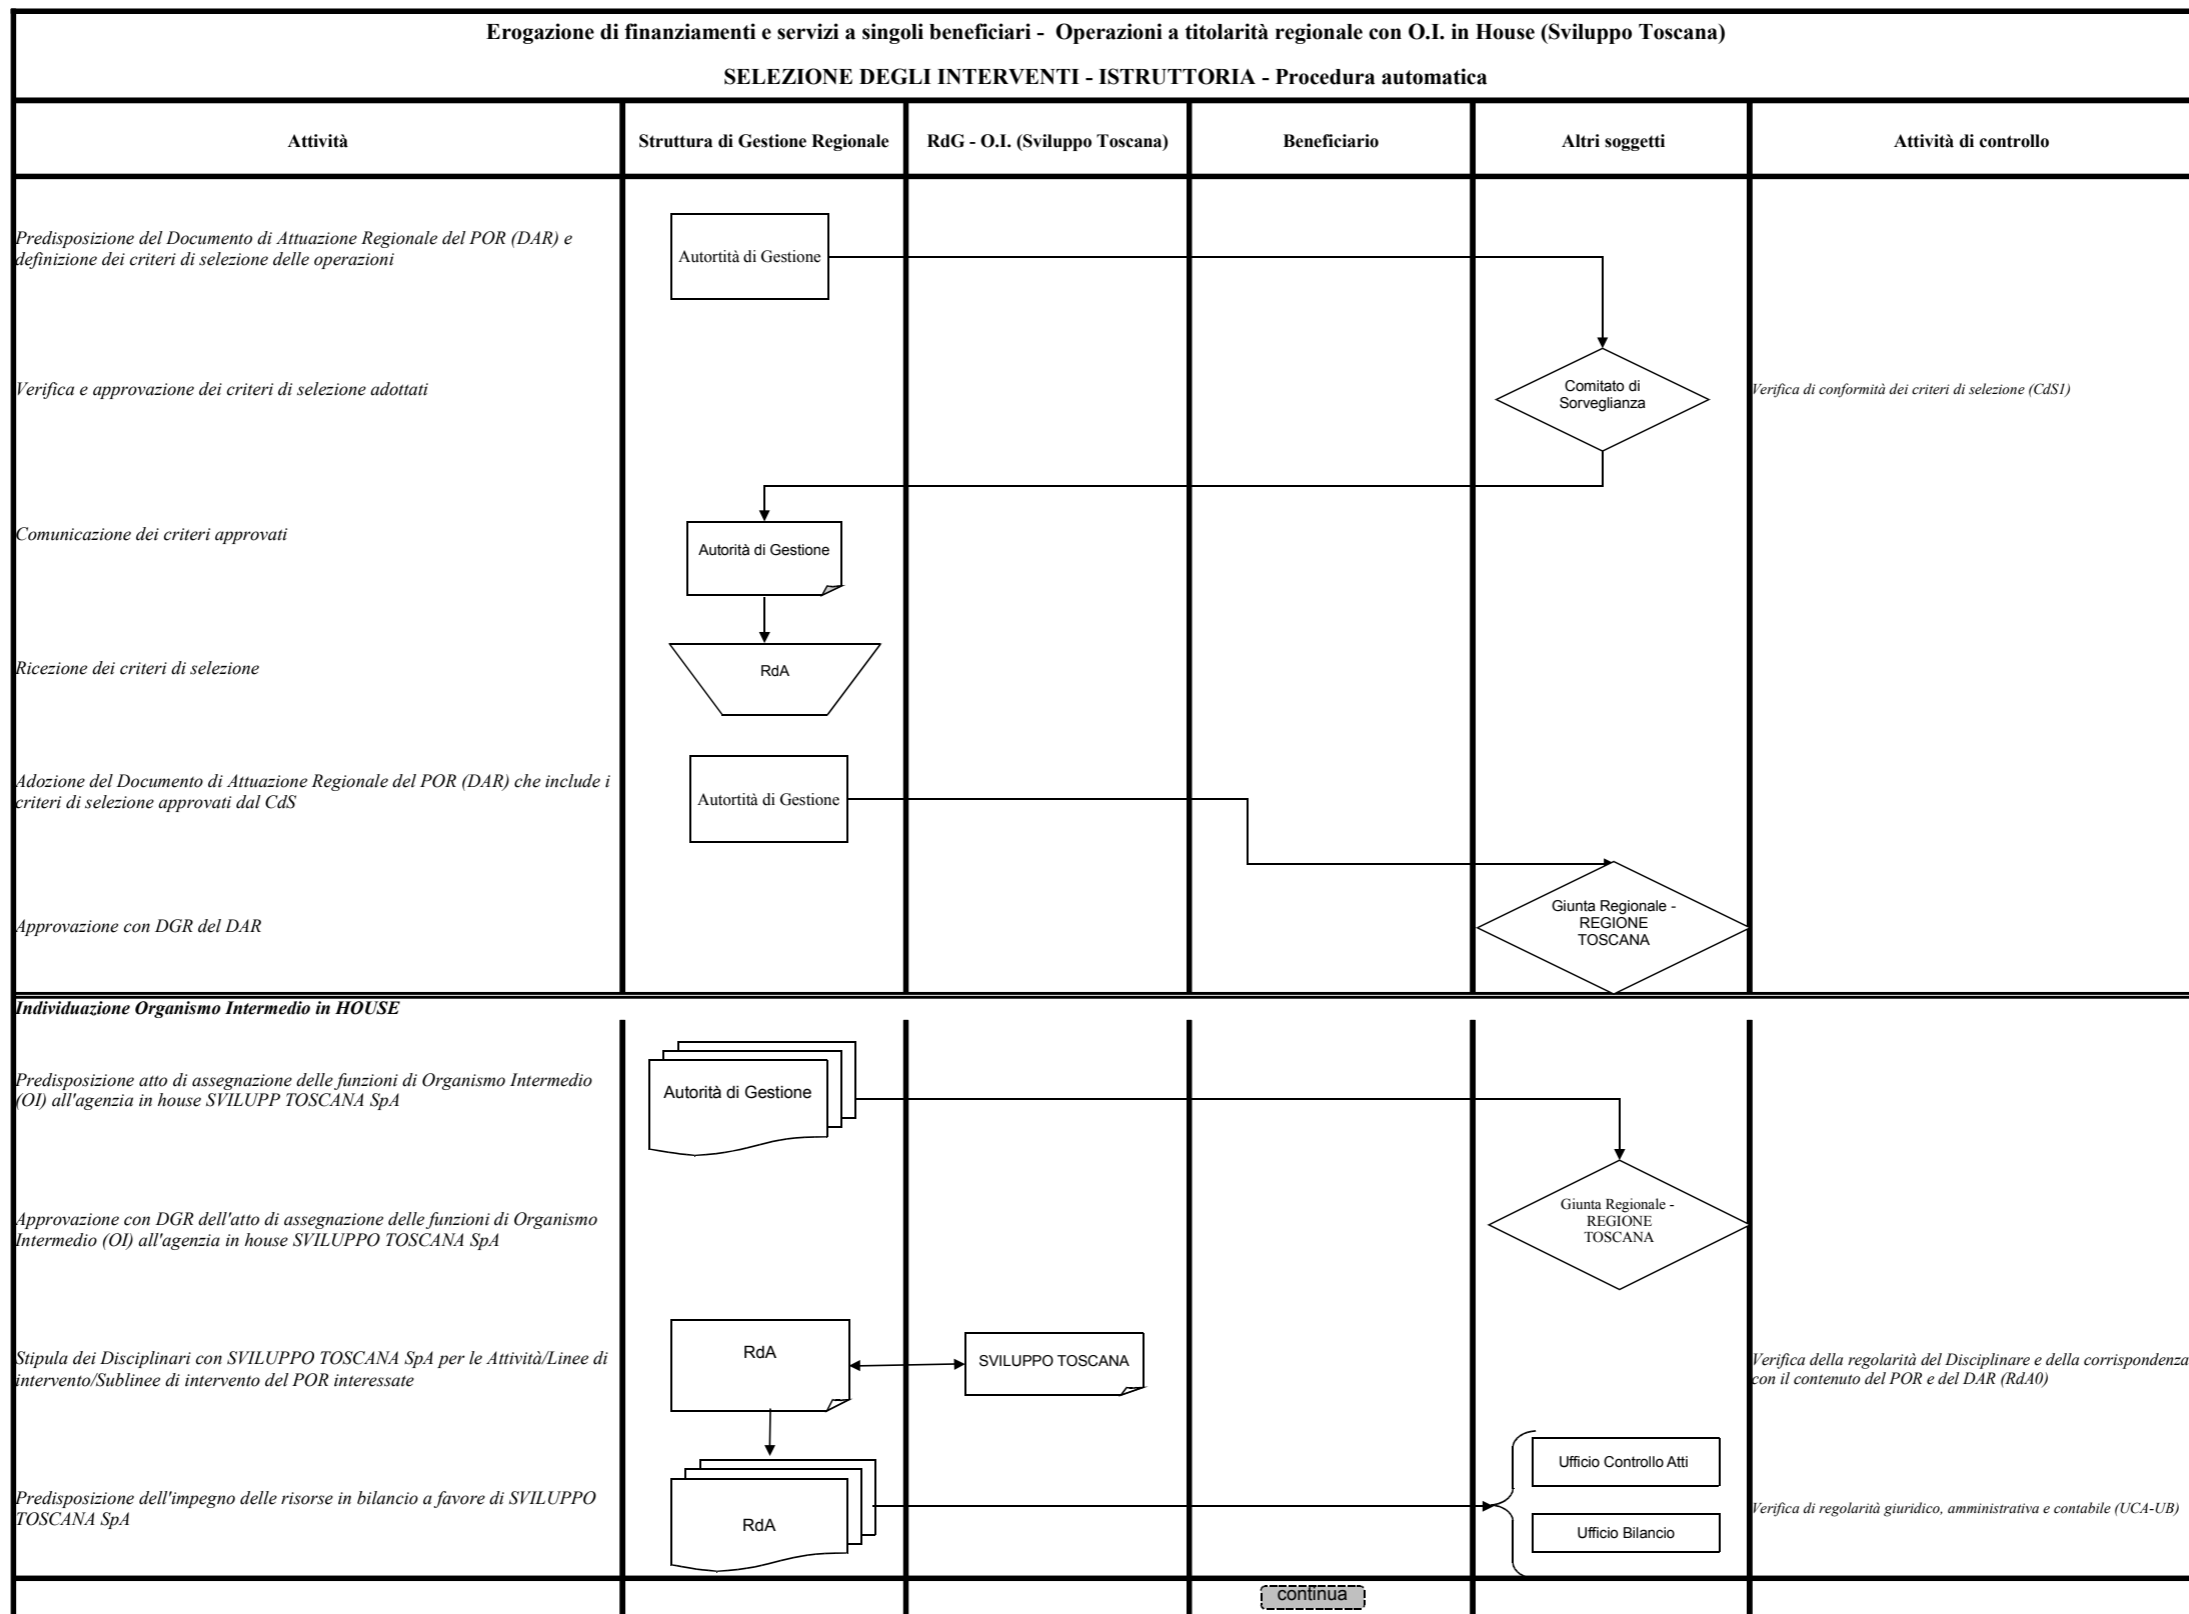 Erogazione di finanziamenti e servizi a singoli beneficiari - Operazioni a titolarità regionale con O.I. in House (Sviluppo Toscana)
SELEZIONE DEGLI INTERVENTI - ISTRUTTORIA - Procedura automatica
Attività
Struttura di Gestione Regionale
RdG - O.I. (Sviluppo Toscana)
Beneficiario
Altri soggetti
Attività di controllo
Predisposizione del Documento di Attuazione Regionale del POR (DAR) e
definizione dei criteri di selezione delle operazioni
Autortità di Gestione
Verifica e approvazione dei criteri di selezione adottati
Comitato di
Sorveglianza
Verifica di conformità dei criteri di selezione (CdS1)
Comunicazione dei criteri approvati
Autorità di Gestione
Ricezione dei criteri di selezione
RdA
Adozione del Documento di Attuazione Regionale del POR (DAR) che include i
criteri di selezione approvati dal CdS
Autortità di Gestione
Approvazione con DGR del DAR
Giunta Regionale -
REGIONE
TOSCANA
Individuazione Organismo Intermedio in HOUSE
Predisposizione atto di assegnazione delle funzioni di Organismo Intermedio
(OI) all'agenzia in house SVILUPP TOSCANA SpA
Autorità di Gestione
Approvazione con DGR dell'atto di assegnazione delle funzioni di Organismo
Intermedio (OI) all'agenzia in house SVILUPPO TOSCANA SpA
Giunta Regionale -
REGIONE
TOSCANA
Stipula dei Disciplinari con SVILUPPO TOSCANA SpA per le Attività/Linee di
intervento/Sublinee di intervento del POR interessate
RdA
SVILUPPO TOSCANA
Verifica della regolarità del Disciplinare e della corrispondenza
con il contenuto del POR e del DAR (RdA0)
Predisposizione dell'impegno delle risorse in bilancio a favore di SVILUPPO
TOSCANA SpA
RdA
Ufficio Controllo Atti
Ufficio Bilancio
Verifica di regolarità giuridico, amministrativa e contabile (UCA-UB)
continua